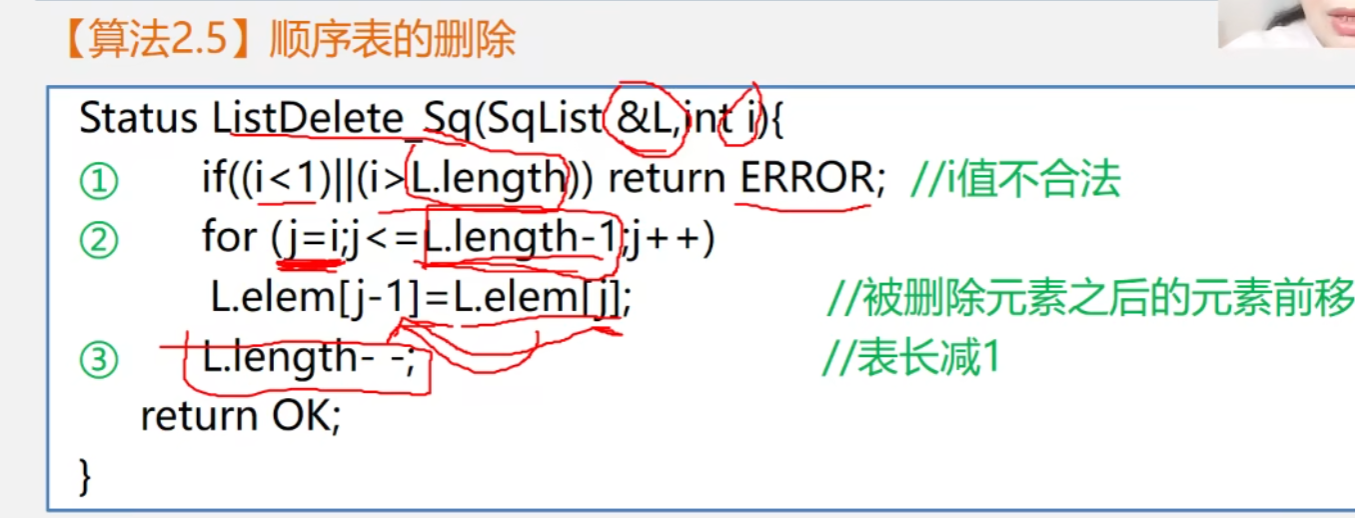 【算法2.5】顺序表的删除
Status ListDelete_Sq(SqList &L,int i){
① if((i<1)||(i>L.length)) return ERROR; //i值不合法
② for (j=i;j<=L.length-1;j++)
L.elem[j-1]=L.elem[j]; //被删除元素之后的元素前移
③ L.length- -; //表长减1
return OK;
}